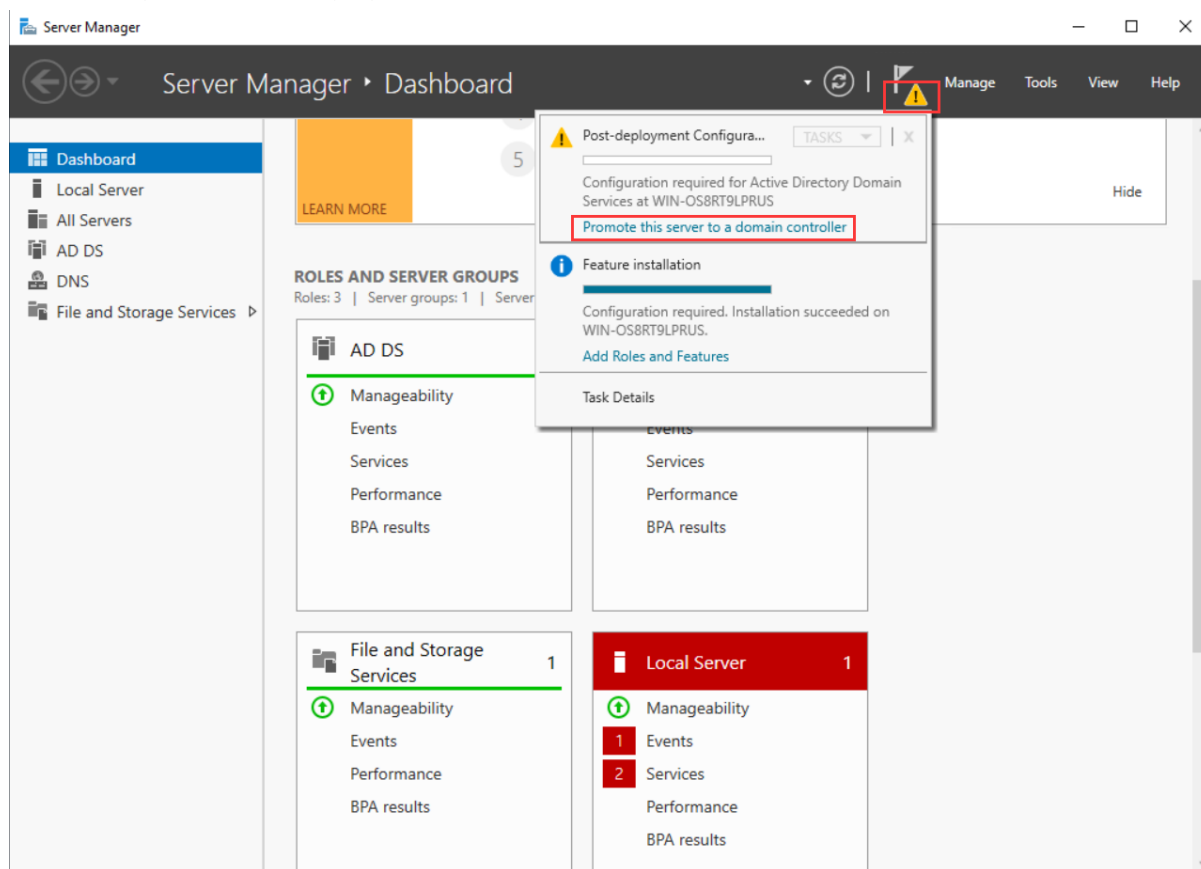 Server Manager
Server Manager ‣ Dashboard
Manage Tools View Help
Dashboard
Local Server
All Servers
AD DS
DNS
File and Storage Services
5
LEARN MORE
Hide
Post-deployment Configura...
TASKS
X
Configuration required for Active Directory Domain
Services at WIN-OS8RT9LPRUS
Promote this server to a domain controller
Feature installation
Configuration required. Installation succeeded on
WIN-OS8RT9LPRUS.
Add Roles and Features
Task Details
ROLES AND SERVER GROUPS
Roles: 3 | Server groups: 1 | Server
AD DS
Manageability
Events
Services
Performance
BPA results
Events
Services
Performance
BPA results
File and Storage
Services
1
Manageability
Events
Performance
BPA results
Local Server 1
Manageability
1 Events
2 Services
Performance
BPA results